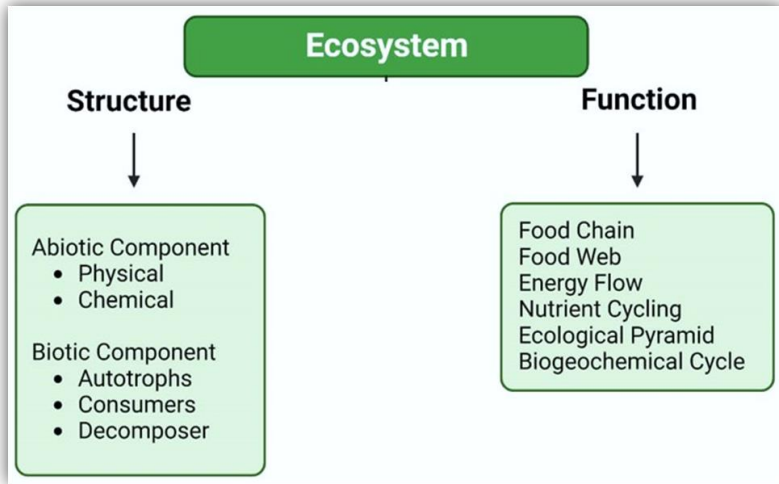 Ecosystem
Structure
Abiotic Component
• Physical
• Chemical
Biotic Component
• Autotrophs
• Consumers
• Decomposer
Function
Food Chain
Food Web
Energy Flow
Nutrient Cycling
Ecological Pyramid
Biogeochemical Cycle